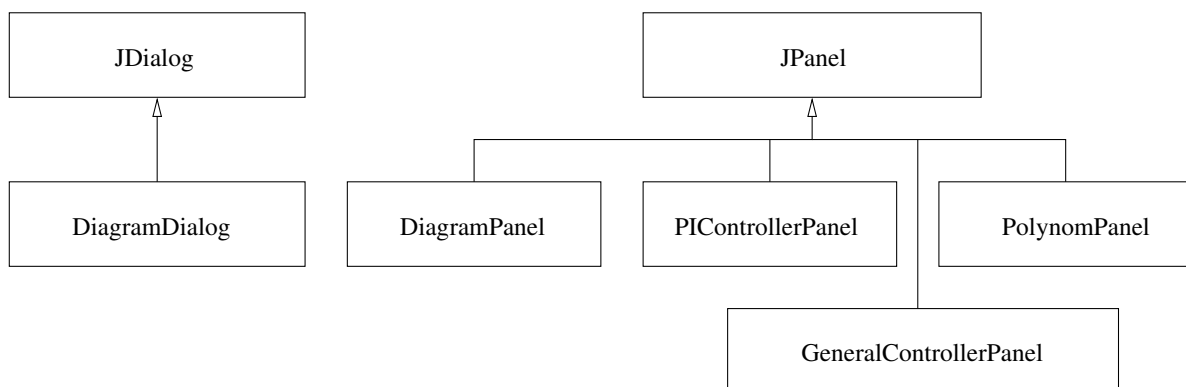 JDialog
JPanel
DiagramDialog
DiagramPanel
PIControllerPanel
PolynomPanel
GeneralControllerPanel